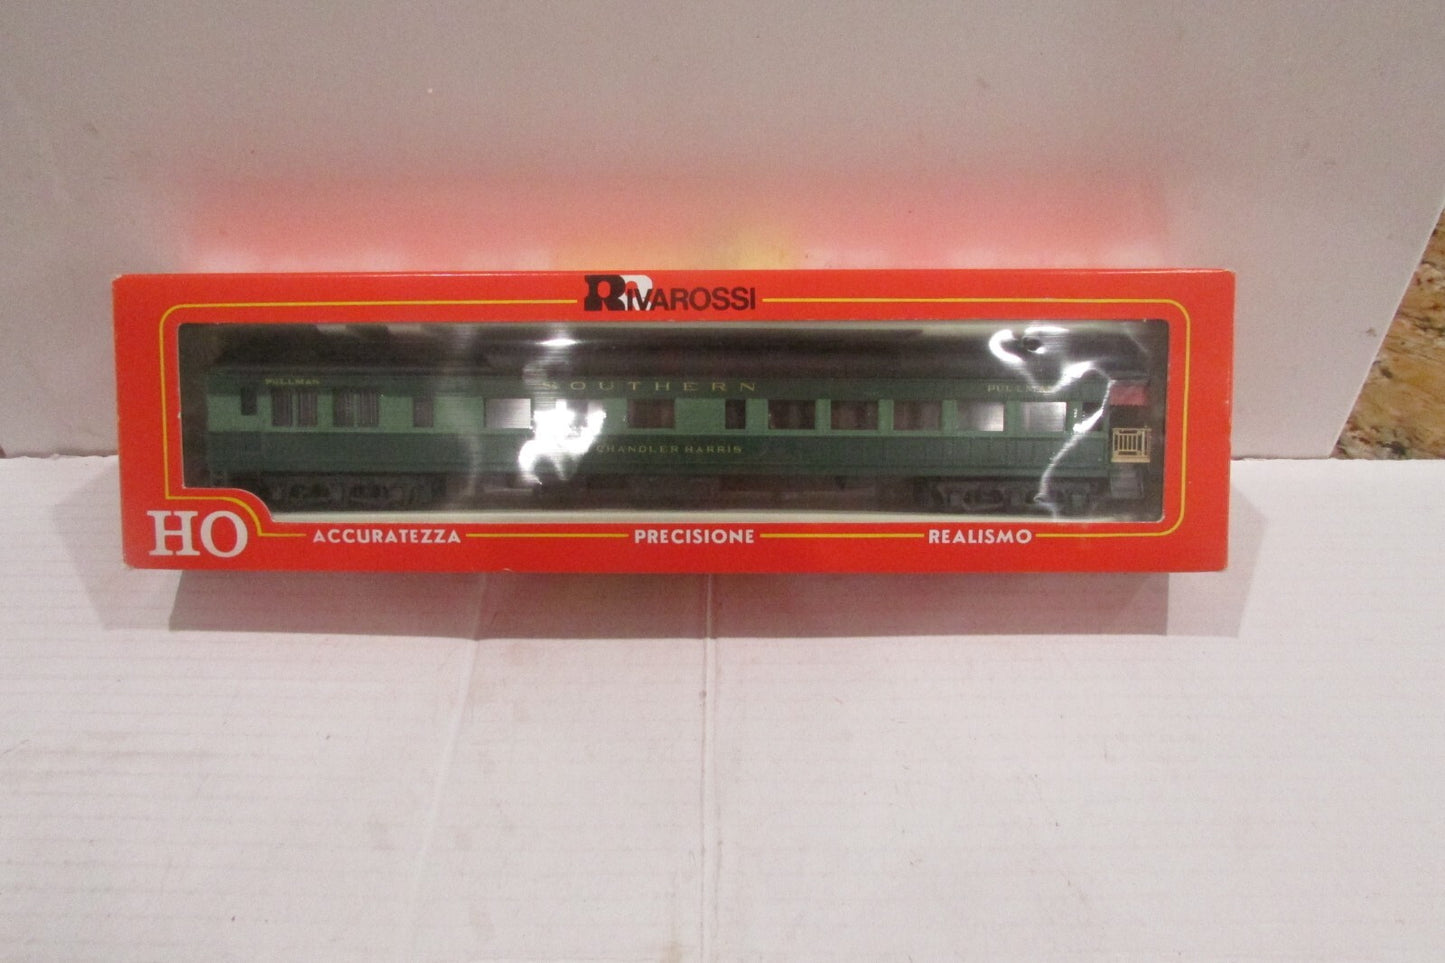 RIVAROSSI
PULLMAN SOUTHERN PULLMAN
CHANDLER HARRIS
HO ACCURATEZZA PRECISIONE REALISMO